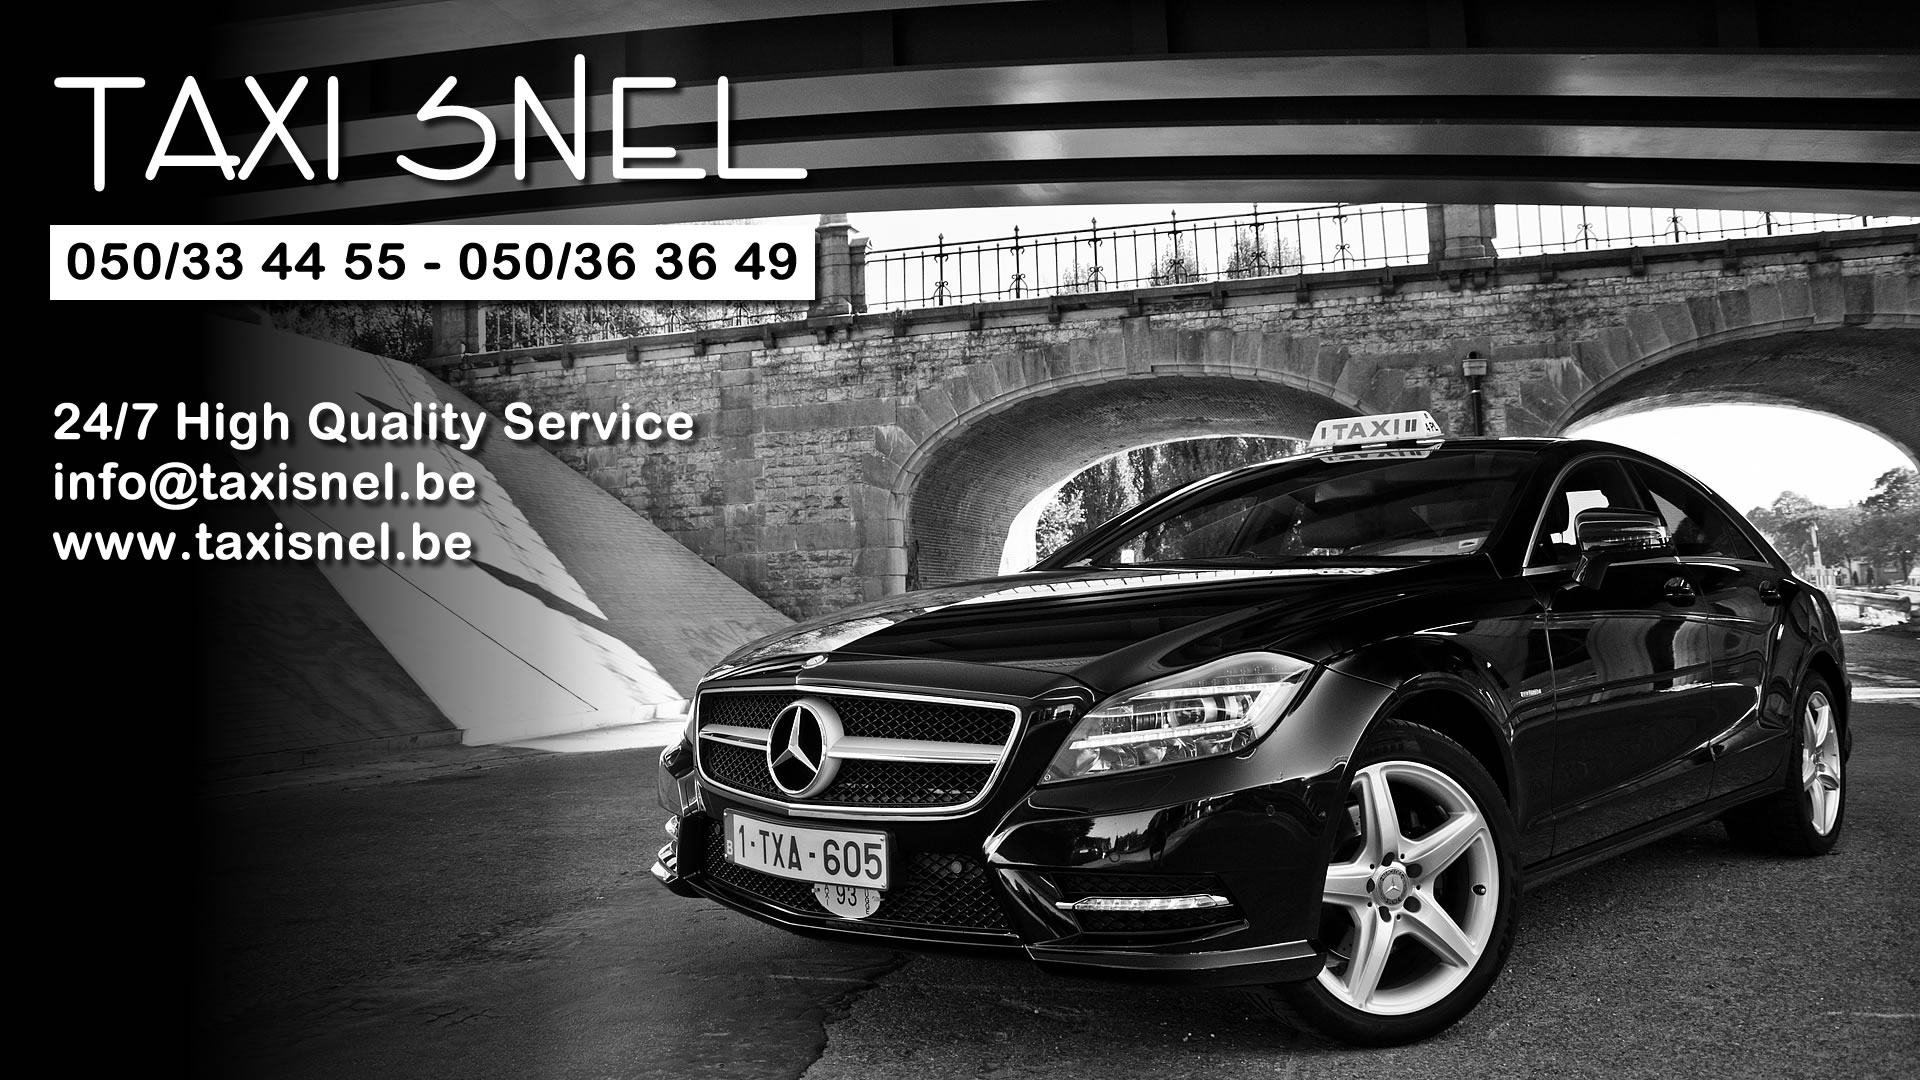 TAXI SNEL
050/33 44 55 - 050/36 36 49
24/7 High Quality Service
info@taxisnel.be
www.taxisnel.be
TAXI
1-TXA-605
B
93